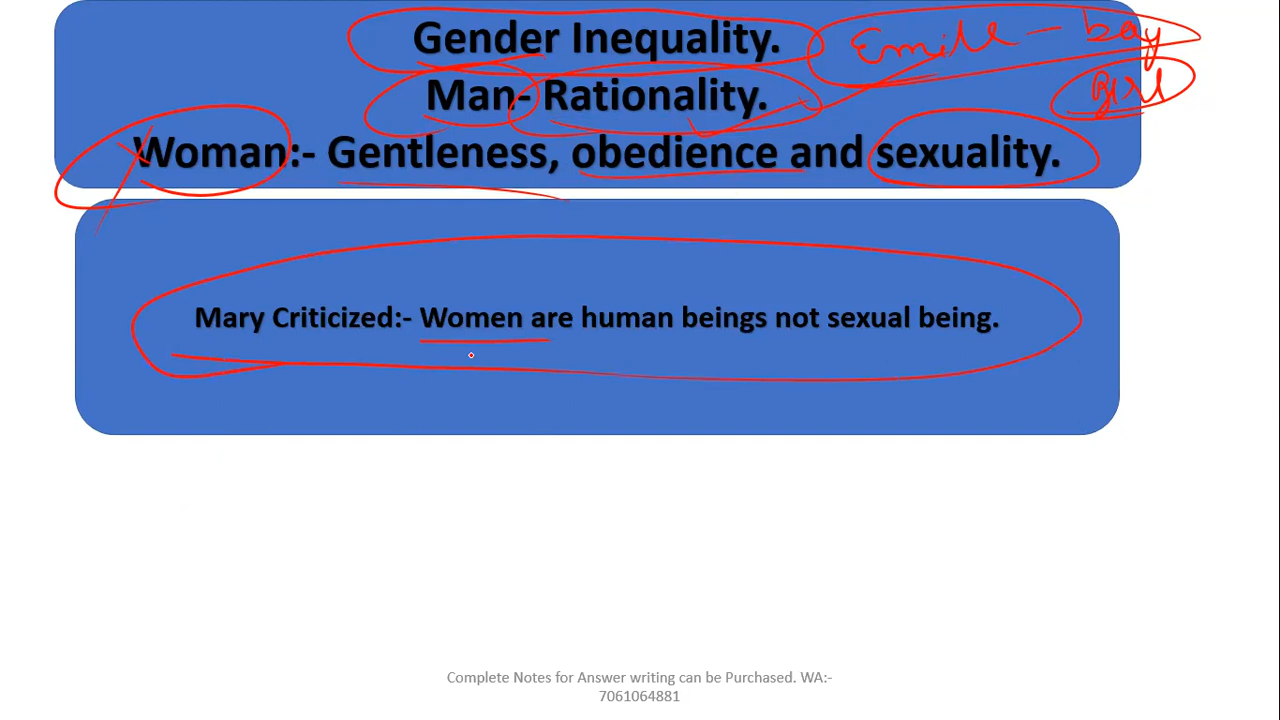 Gender Inequality.
Emile - boy
girl
Man- Rationality.
Woman:- Gentleness, obedience and sexuality.
Mary Criticized:- Women are human beings not sexual being.
Complete Notes for Answer writing can be Purchased. WA:-
7061064881